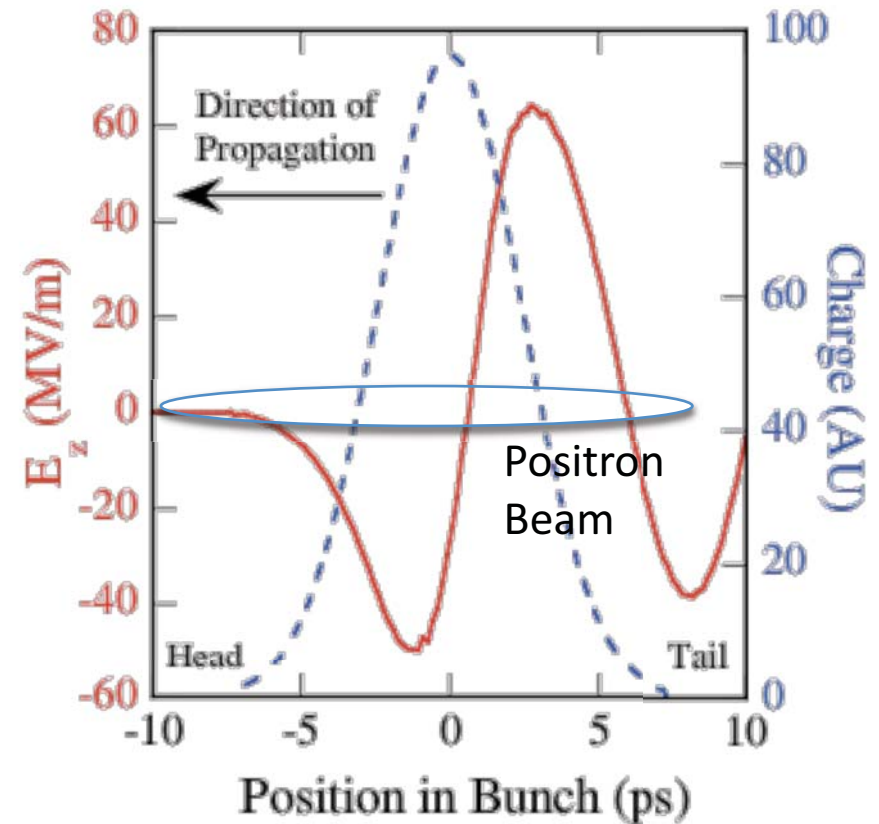 80
60
40
20
0
-20
-40
-60
E_z (MV/m)
Direction of
Propagation
Positron
Beam
Head
Tail
100
80
60
40
20
0
Charge (AU)
-10
-5
0
5
10
Position in Bunch (ps)